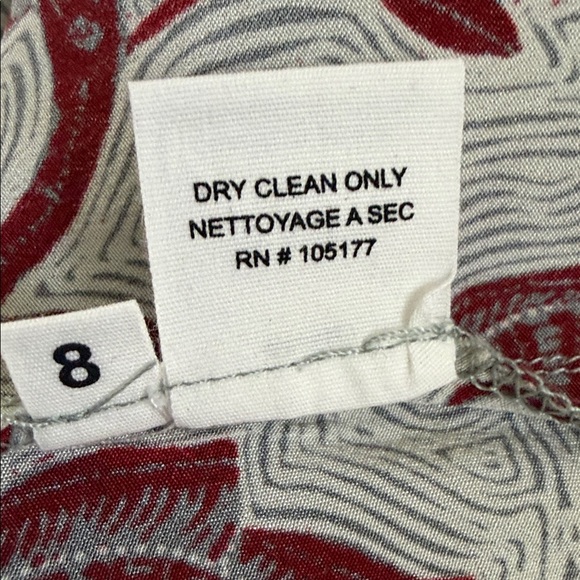 DRY CLEAN ONLY
NETTOYAGE A SEC
RN # 105177
8